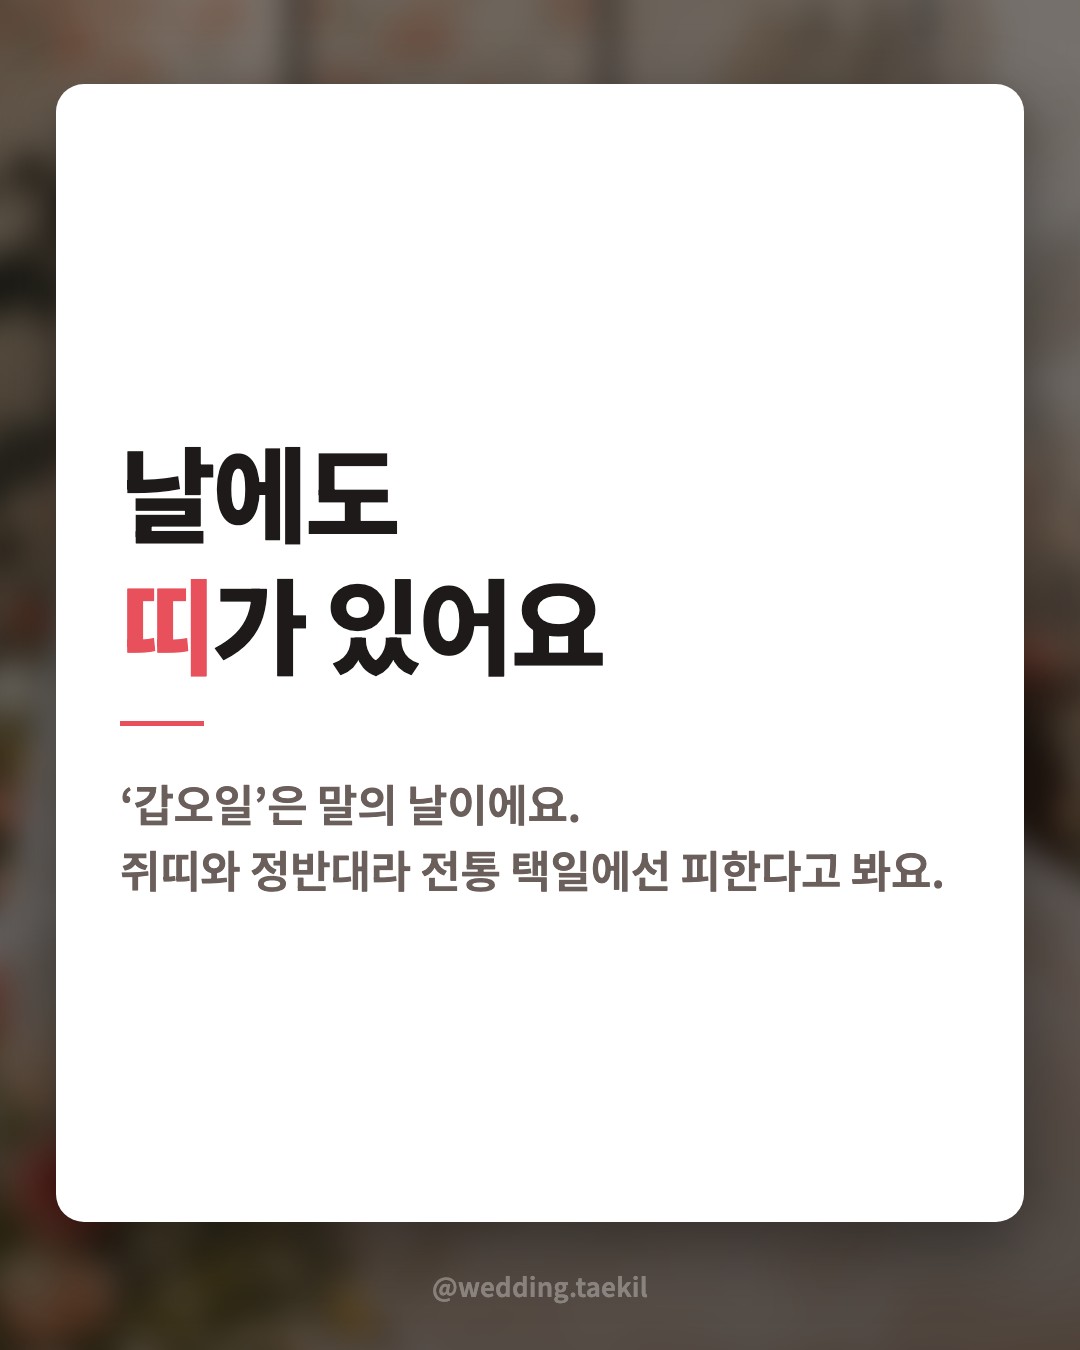 날에도
띠가 있어요
‘갑오일’은 말의 날이에요.
쥐띠와 정반대라 전통 택일에선 피한다고 봐요.
@wedding.taekil